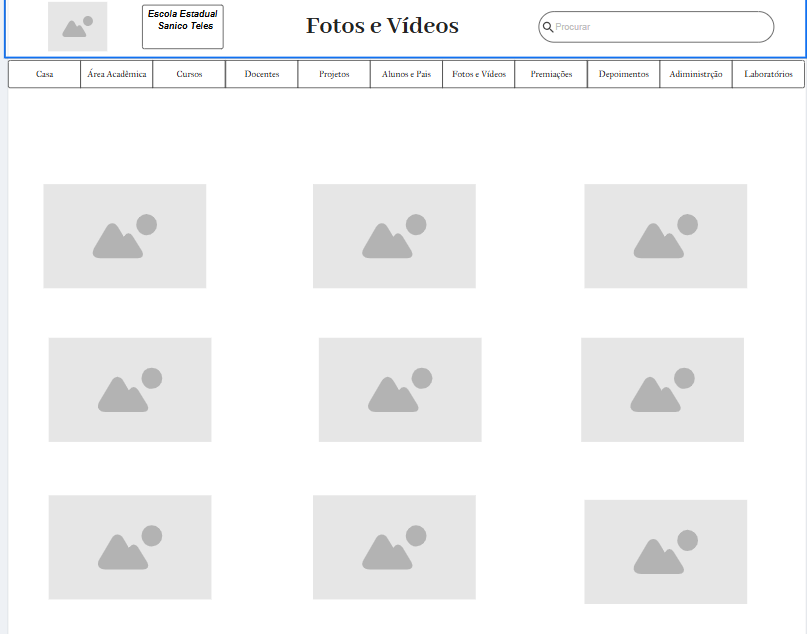 Escola Estadual
Sanico Teles
Fotos e Vídeos
Procurar
Casa
Área Acadêmica
Cursos
Docentes
Projetos
Alunos e Pais
Fotos e Vídeos
Premiações
Depoimentos
Adiministrção
Laboratórios